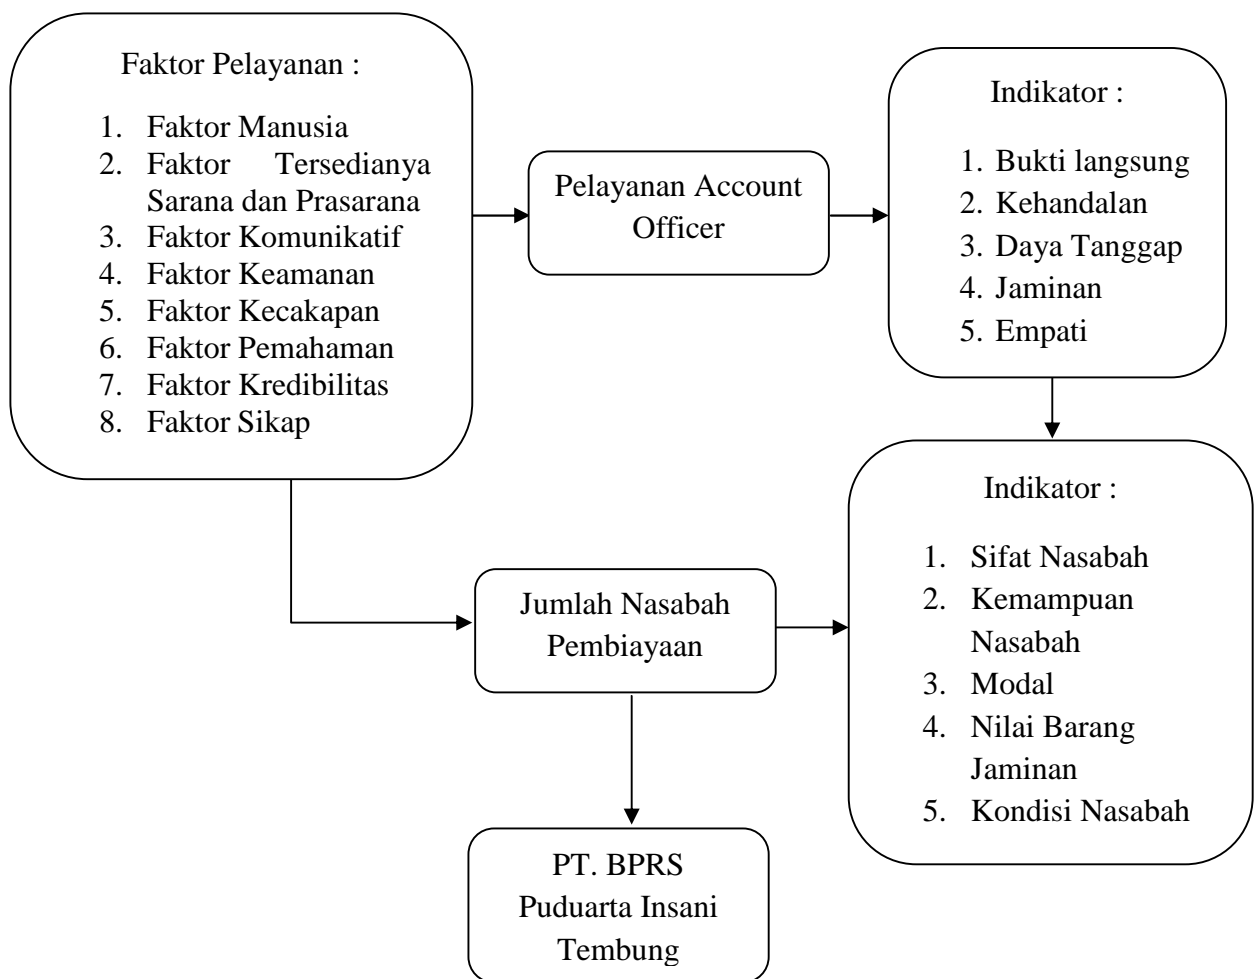 Faktor Pelayanan :
1. Faktor Manusia
2. Faktor Tersedianya
Sarana dan Prasarana
3. Faktor Komunikatif
4. Faktor Keamanan
5. Faktor Kecakapan
6. Faktor Pemahaman
7. Faktor Kredibilitas
8. Faktor Sikap
Pelayanan Account
Officer
Indikator :
1. Bukti langsung
2. Kehandalan
3. Daya Tanggap
4. Jaminan
5. Empati
Jumlah Nasabah
Pembiayaan
Indikator :
1. Sifat Nasabah
2. Kemampuan
Nasabah
3. Modal
4. Nilai Barang
Jaminan
5. Kondisi Nasabah
PT. BPRS
Puduarta Insani
Tembung